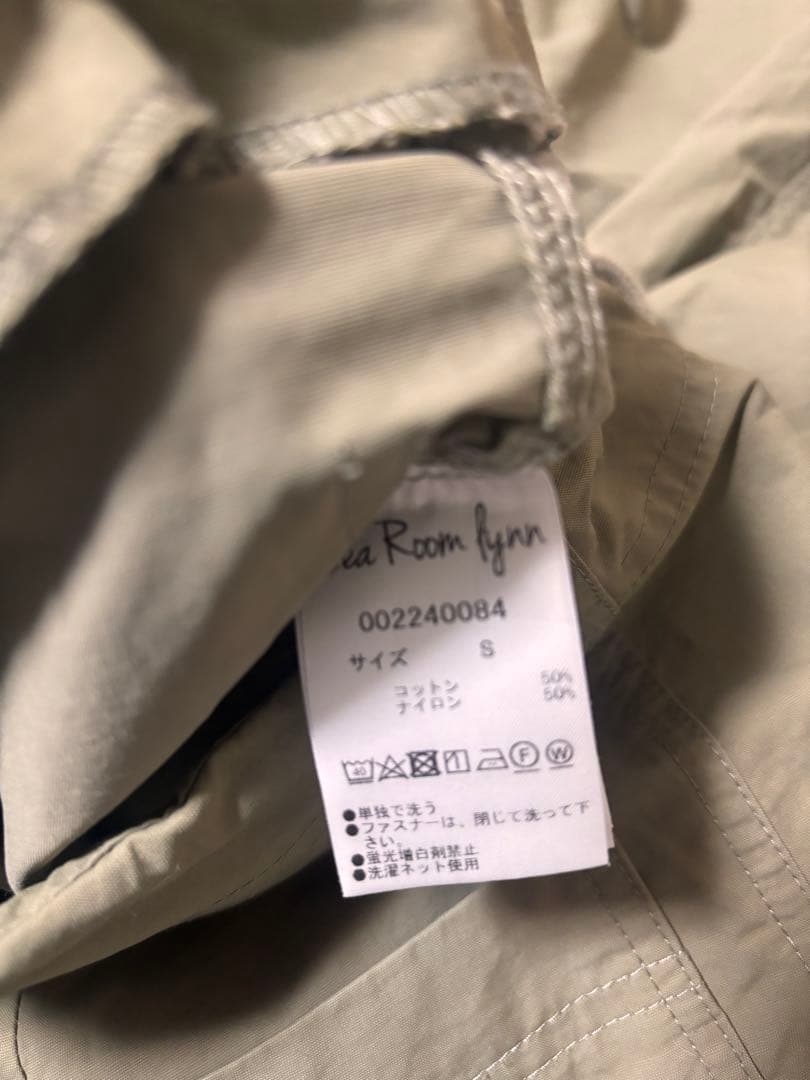 ea Room lynn
002240084
サイズ S
コットン 50%
ナイロン 50%
40 F W
●単独で洗う
●ファスナーは、閉じて洗って下
さい。
●蛍光増白剤禁止
●洗濯ネット使用